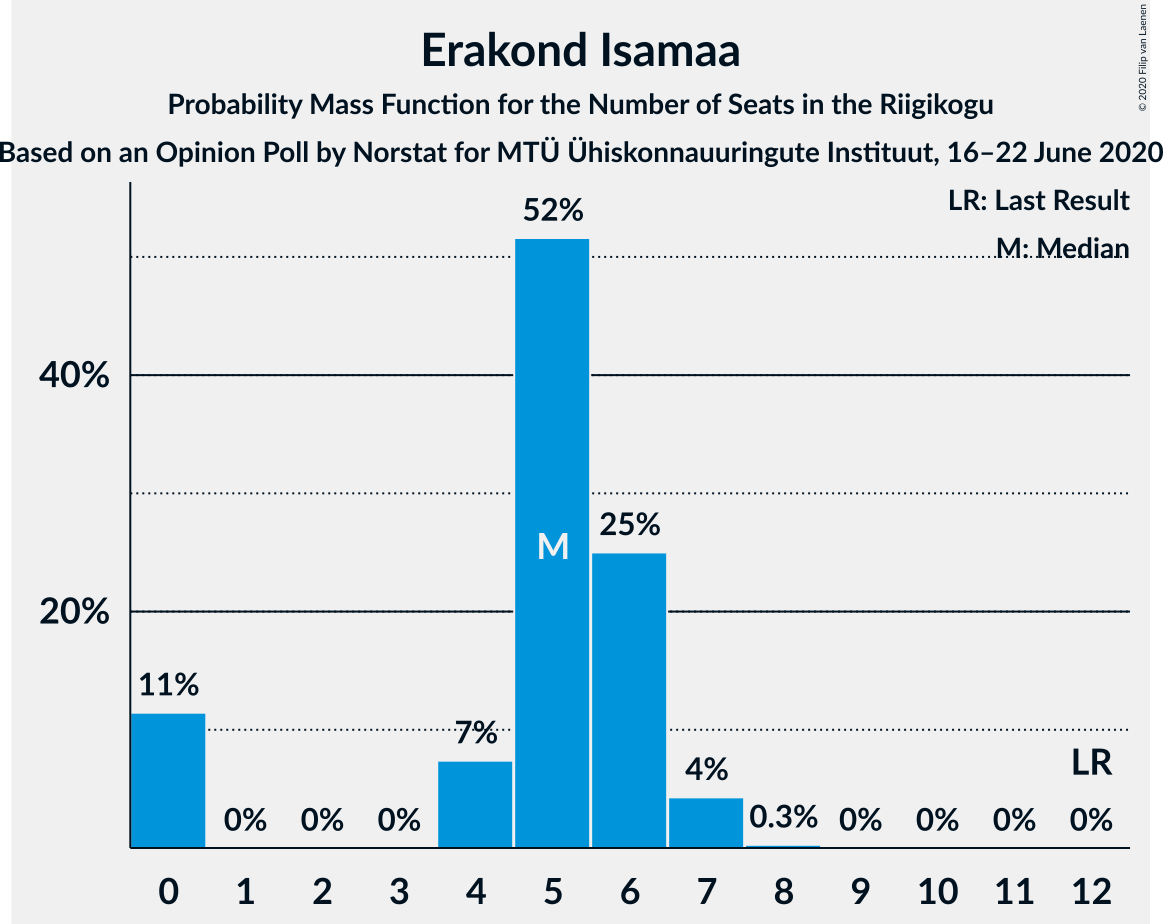 Erakond Isamaa
Probability Mass Function for the Number of Seats in the Riigikogu
Based on an Opinion Poll by Norstat for MTÜ Ühiskonnauuringute Instituut, 16–22 June 2020
© 2020 Filip van Laenen
LR: Last Result
M: Median
52%
40%
25%
M
20%
11%
7%
4%
LR
0% 0% 0% 0.3% 0% 0% 0% 0%
0 1 2 3 4 5 6 7 8 9 10 11 12